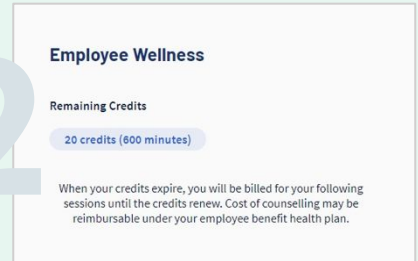 Employee Wellness
Remaining Credits
20 credits (600 minutes)
When your credits expire, you will be billed for your following
sessions until the credits renew. Cost of counselling may be
reimbursable under your employee benefit health plan.
2